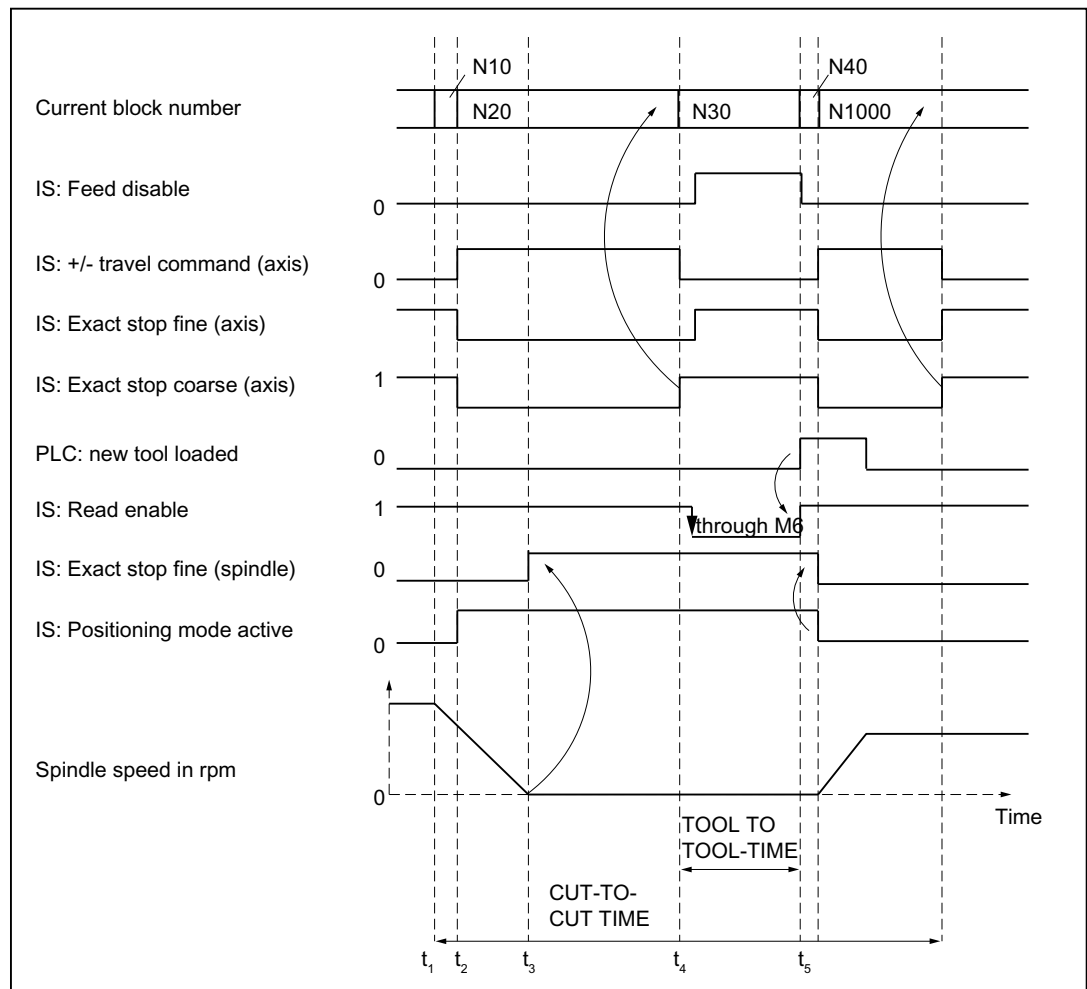 N10
N40
Current block number
N20
N30
N1000
IS: Feed disable
0
IS: +/- travel command (axis)
0
IS: Exact stop fine (axis)
IS: Exact stop coarse (axis)
1
PLC: new tool loaded
0
IS: Read enable
1
through M6
IS: Exact stop fine (spindle)
0
IS: Positioning mode active
0
Spindle speed in rpm
0
Time
TOOL TO
TOOL-TIME
CUT-TO-
CUT TIME
t1 t2 t3 t4 t5